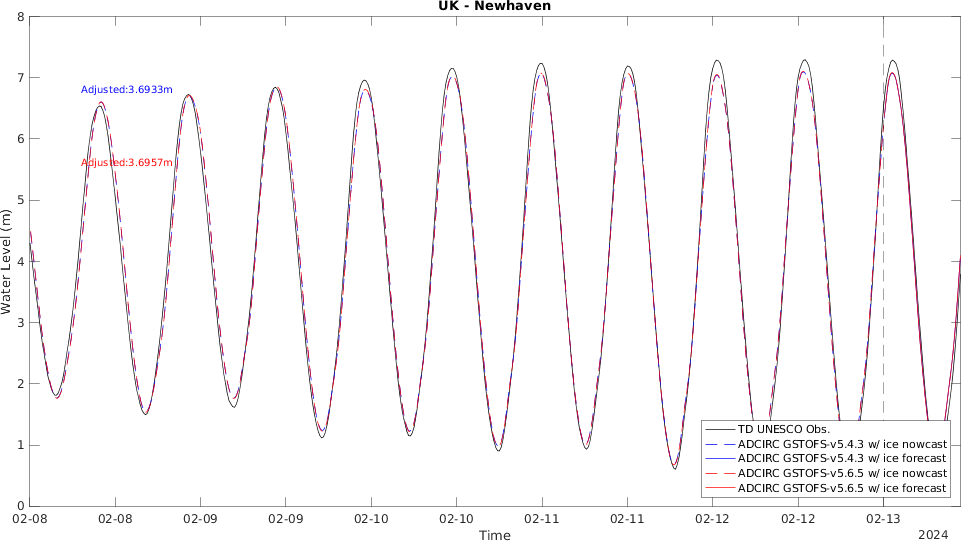 UK - Newhaven
8
7
6
5
4
3
2
1
0
Water Level (m)
Adjusted:3.6933m
Adjusted:3.6957m
TD UNESCO Obs.
ADCIRC GSTOFS-v5.4.3 w/ ice nowcast
ADCIRC GSTOFS-v5.4.3 w/ ice forecast
ADCIRC GSTOFS-v5.6.5 w/ ice nowcast
ADCIRC GSTOFS-v5.6.5 w/ ice forecast
02-08 02-08 02-09 02-09 02-10 02-10 02-11 02-11 02-12 02-12 02-13
Time
2024